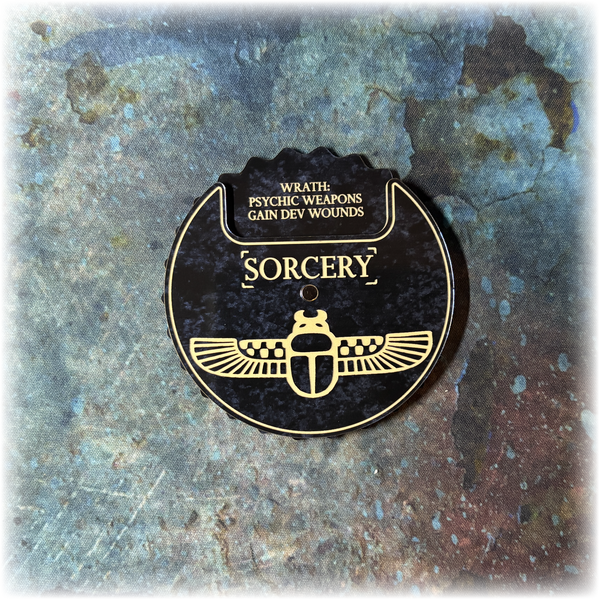 WRATH:
PSYCHIC WEAPONS
GAIN DEV WOUNDS
SORCERY